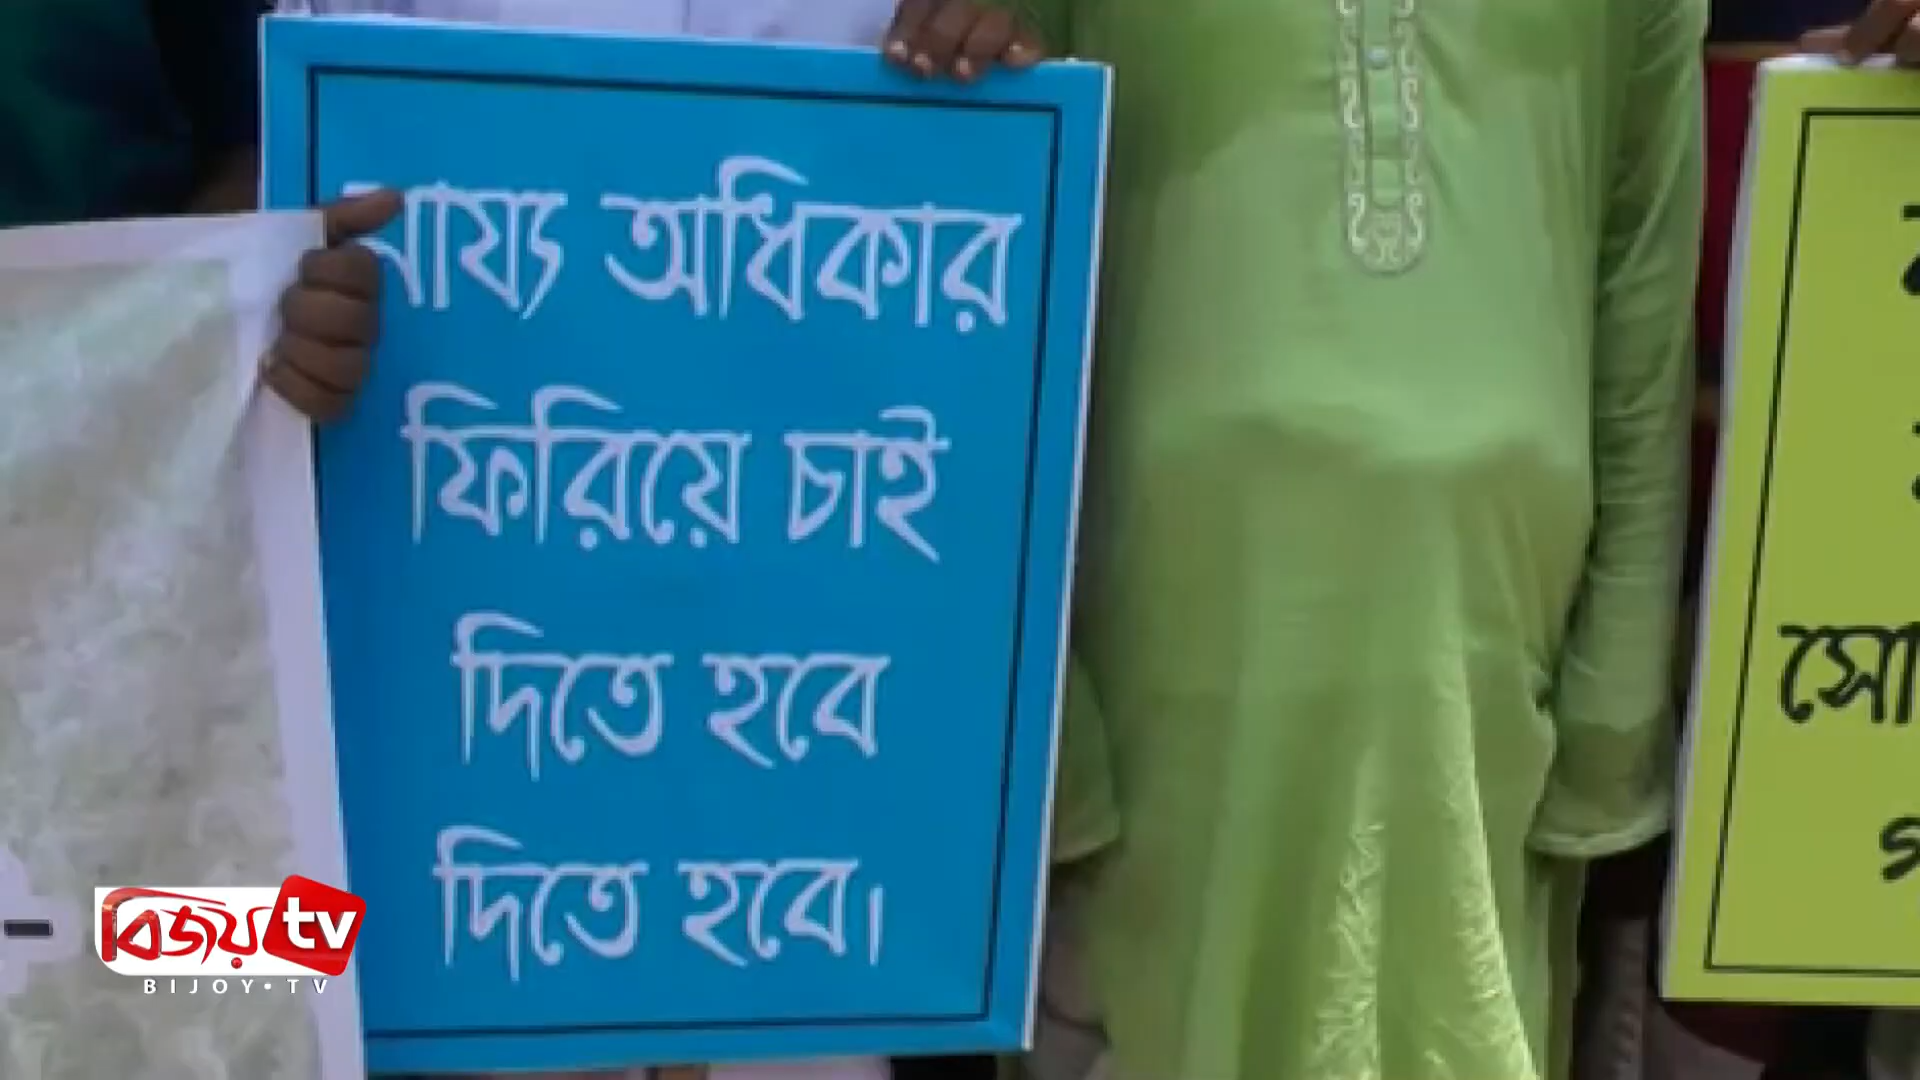 ন্যায্য অধিকার
ফিরিয়ে চাই
দিতে হবে
দিতে হবে।
সো
বিজয় tv
BIJOY•TV